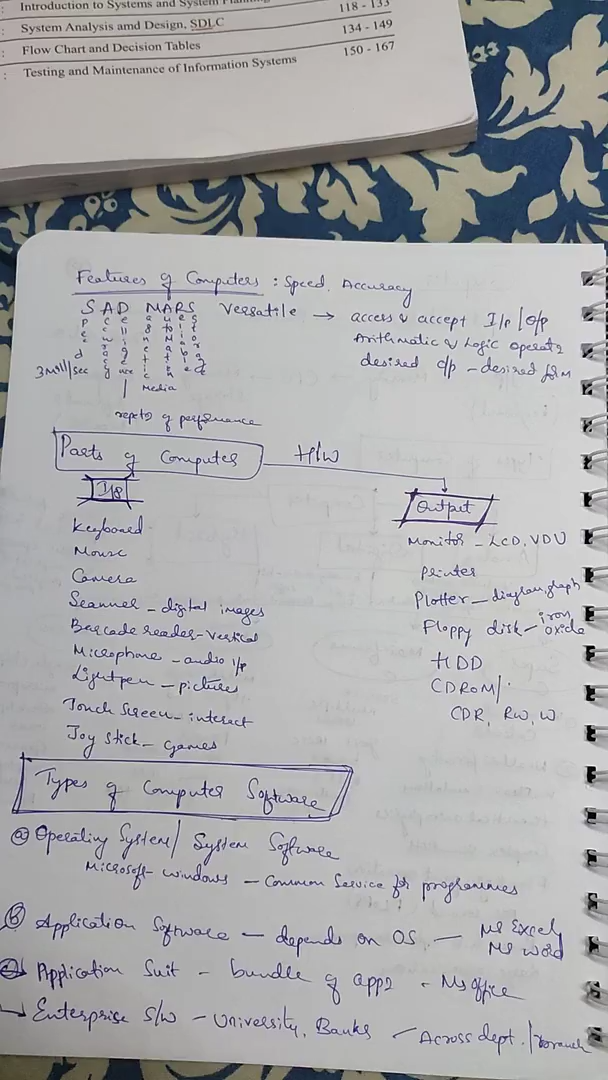 : Introduction to Systems and System Planning 118 - 133
: System Analysis amd Design, SDLC 134 - 149
: Flow Chart and Decision Tables 150 - 167
: Testing and Maintenance of Information Systems
Features of Computers : Speed, Accuracy
SAD MARS Versatile → access & accept I/p / O/p
Arithmatic & Logic operat
desired o/p - desired form
3mill/sec
Media
of performance
Parts of Computer H/W
Output
Keyboard
Mouse
Camera
Scanner - digital images
Barcode reader - vertical
Microphone - audio i/p
Lightpen - pictures
Touch Screen - interact
Joy Stick - games
Monitor - LCD, VDU
Printer
Plotter - diagram, graph
Floppy disk - iron oxide
HDD
CDROM/
CDR, RW, W
Types of Computer Software
a) Operating System/ System Software
Microsoft - windows - Common Service for programmes
b) Application Software - depends on OS - MS Excel
MS word
Application Suit - bundle of app - MS office
Enterprise S/W - University, Banks - Across dept. / branch